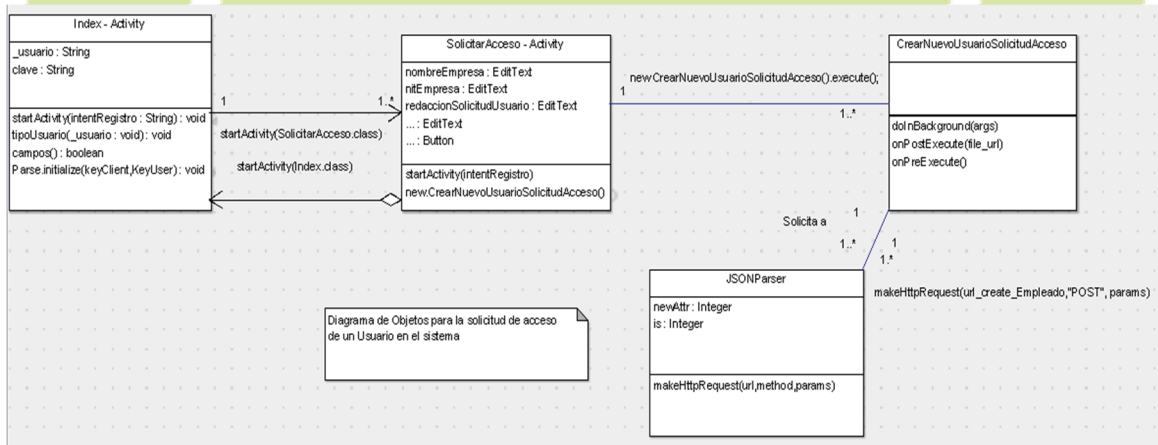 Index - Activity
_usuario : String
clave : String
startActivity(intentRegistro : String) : void
tipoUsuario(_usuario : void) : void
campos() : boolean
Parse.initialize(keyClient,KeyUser) : void
1
1..*
startActivity(SolicitarAcceso.class)
startActivity(Index.class)
SolicitarAcceso - Activity
nombreEmpresa : EditText
nitEmpresa : EditText
redaccionSolicitudUsuario : EditText
... : EditText
... : Button
startActivity(intentRegistro)
new.CrearNuevoUsuarioSolicitudAcceso()
new CrearNuevoUsuarioSolicitudAcceso().execute();
1
1..*
CrearNuevoUsuarioSolicitudAcceso
doInBackground(args)
onPostExecute(file_url)
onPreExecute()
Solicita a
1
1..*
1
1..*
makeHttpRequest(url_create_Empleado,"POST", params)
JSONParser
newAttr : Integer
is : Integer
makeHttpRequest(url,method,params)
Diagrama de Objetos para la solicitud de acceso
de un Usuario en el sistema